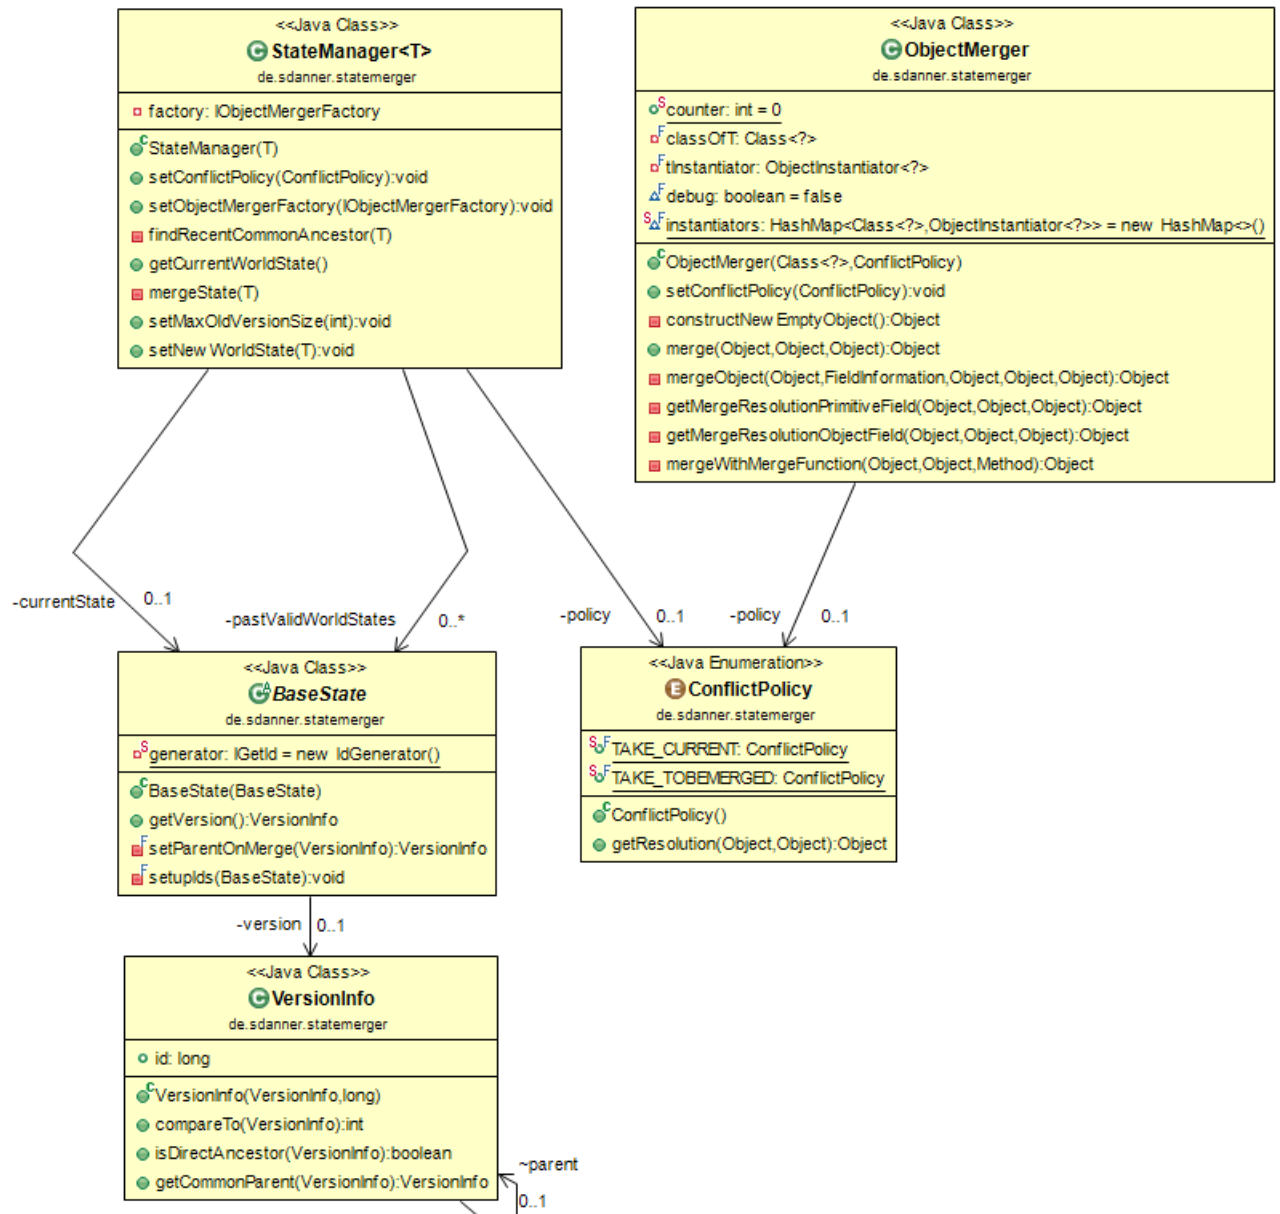 <<Java Class>>
StateManager<T>
de.sdanner.statemerger
factory: IObjectMergerFactory
StateManager(T)
setConflictPolicy(ConflictPolicy):void
setObjectMergerFactory(IObjectMergerFactory):void
findRecentCommonAncestor(T)
getCurrentWorldState()
mergeState(T)
setMaxOldVersionSize(int):void
setNewWorldState(T):void
<<Java Class>>
ObjectMerger
de.sdanner.statemerger
counter: int = 0
classOfT: Class<?>
tInstantiator: ObjectInstantiator<?>
debug: boolean = false
instantiators: HashMap<Class<?>,ObjectInstantiator<?>> = new HashMap<>()
ObjectMerger(Class<?>,ConflictPolicy)
setConflictPolicy(ConflictPolicy):void
constructNewEmptyObject():Object
merge(Object,Object,Object):Object
mergeObject(Object,FieldInformation,Object,Object,Object):Object
getMergeResolutionPrimitiveField(Object,Object,Object):Object
getMergeResolutionObjectField(Object,Object,Object):Object
mergeWithMergeFunction(Object,Object,Method):Object
-currentState
0..1
-pastValidWorldStates
0..*
-policy
0..1
-policy
0..1
<<Java Class>>
BaseState
de.sdanner.statemerger
generator: IGetId = new IdGenerator()
BaseState(BaseState)
getVersion():VersionInfo
setParentOnMerge(VersionInfo):VersionInfo
setupIds(BaseState):void
<<Java Enumeration>>
ConflictPolicy
de.sdanner.statemerger
TAKE_CURRENT: ConflictPolicy
TAKE_TOBEMERGED: ConflictPolicy
ConflictPolicy()
getResolution(Object,Object):Object
-version
0..1
<<Java Class>>
VersionInfo
de.sdanner.statemerger
id: long
VersionInfo(VersionInfo,long)
compareTo(VersionInfo):int
isDirectAncestor(VersionInfo):boolean
getCommonParent(VersionInfo):VersionInfo
~parent
0..1